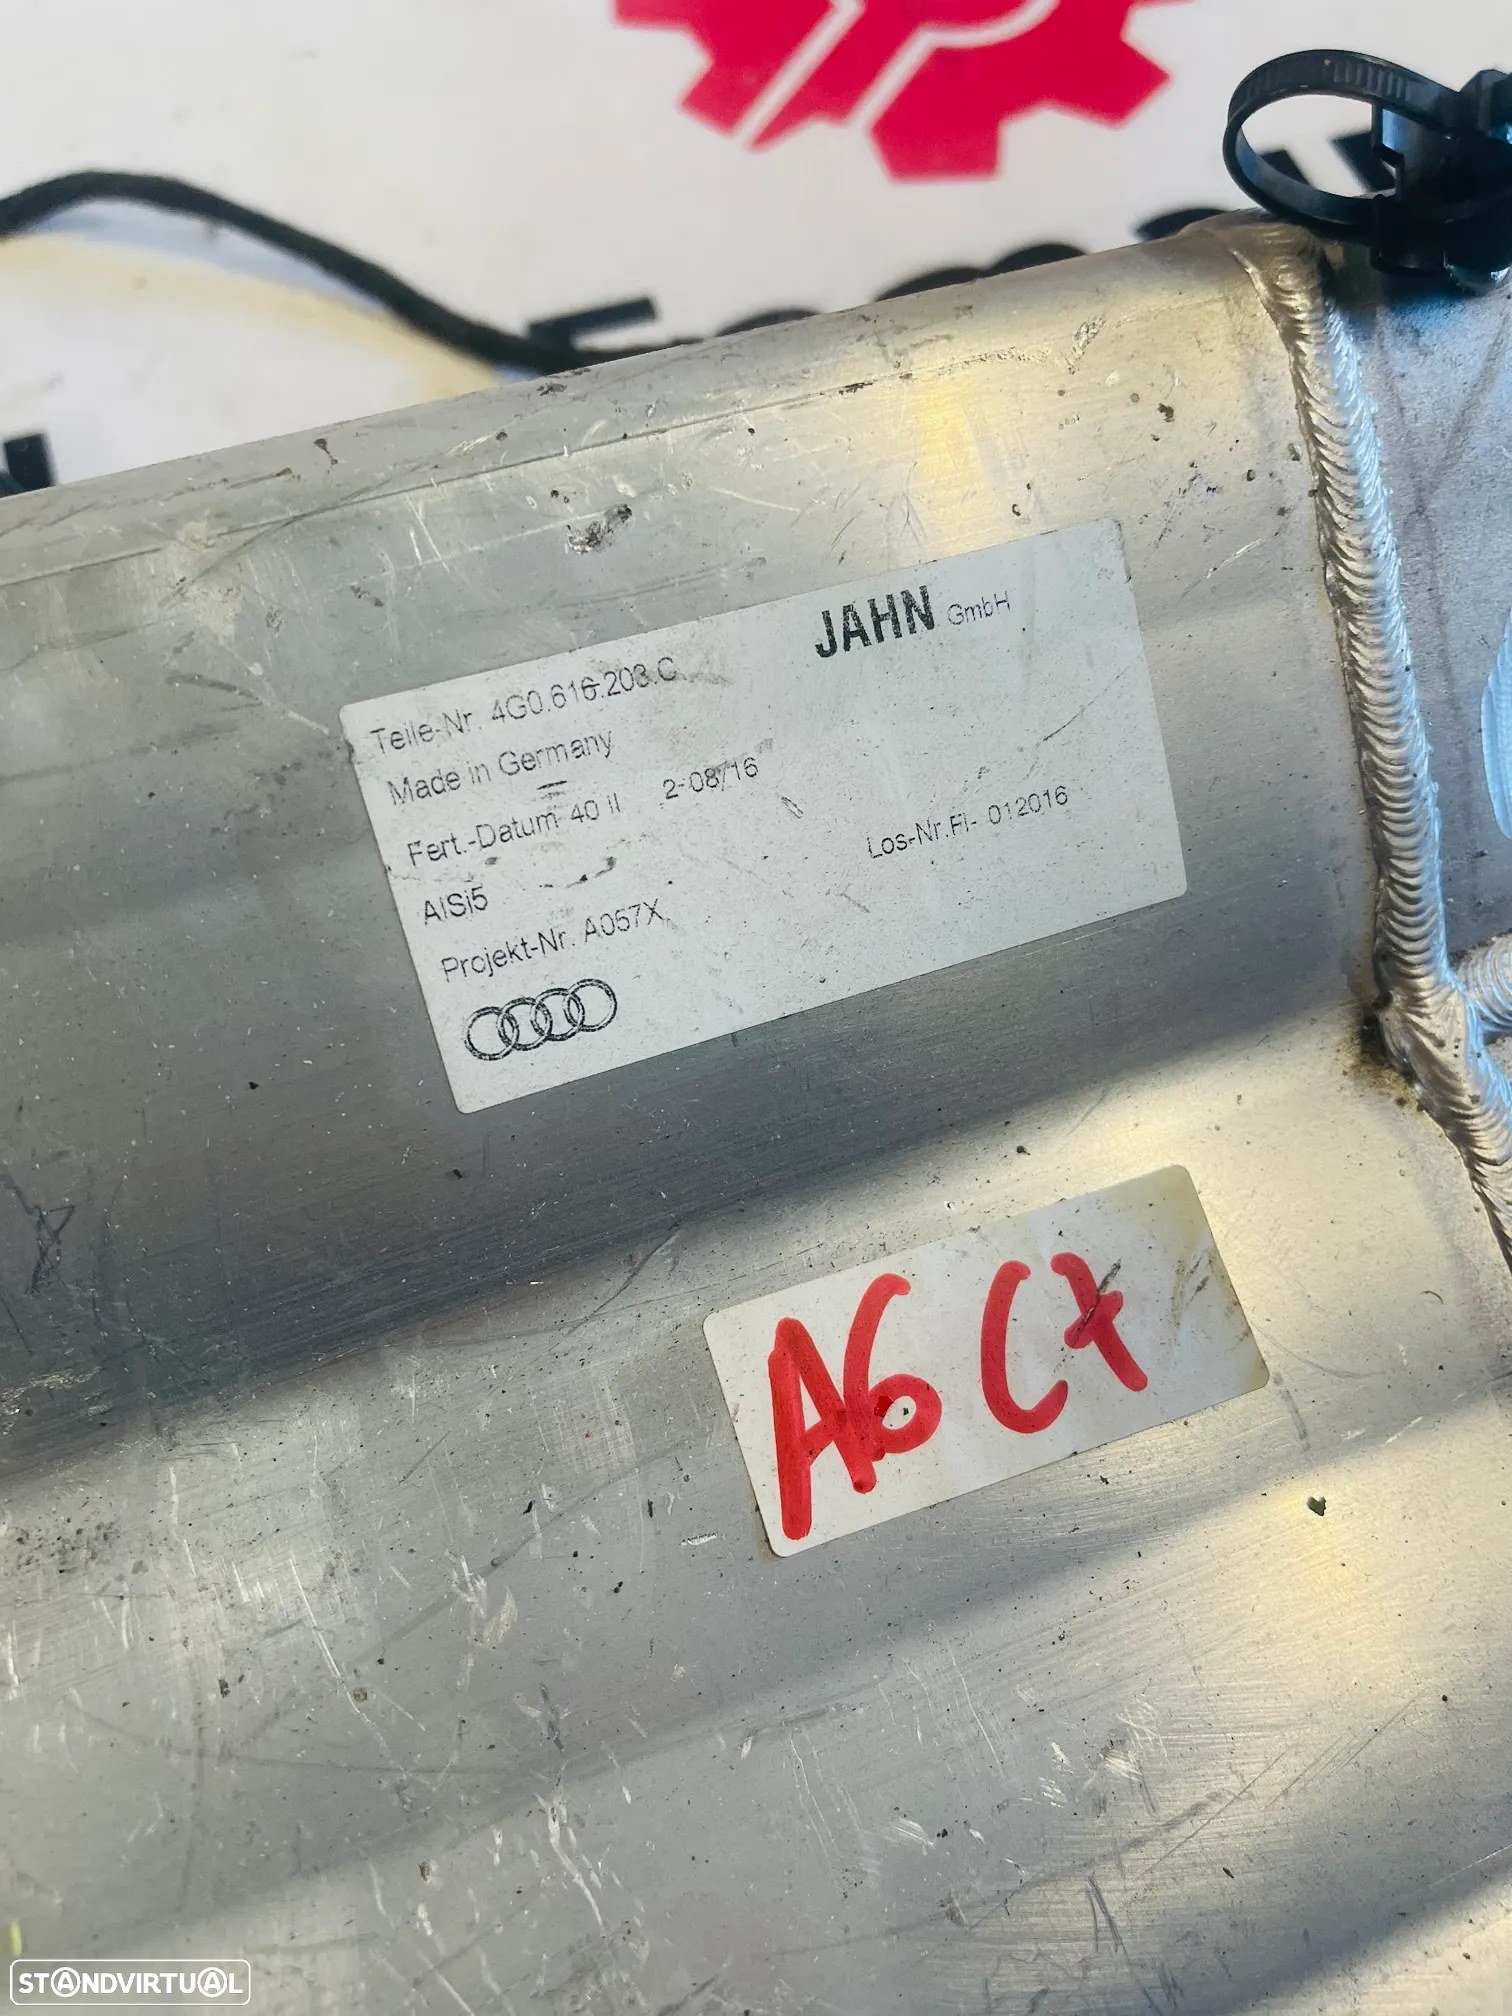 JAHN GmbH
Teile-Nr. 4G0.616.203.C
Made in Germany
Fert.-Datum 40 II 2-08/16
Los-Nr.FI- 012016
AlSi5
Projekt-Nr. A057X
A6 C7
STANDVIRTUAL